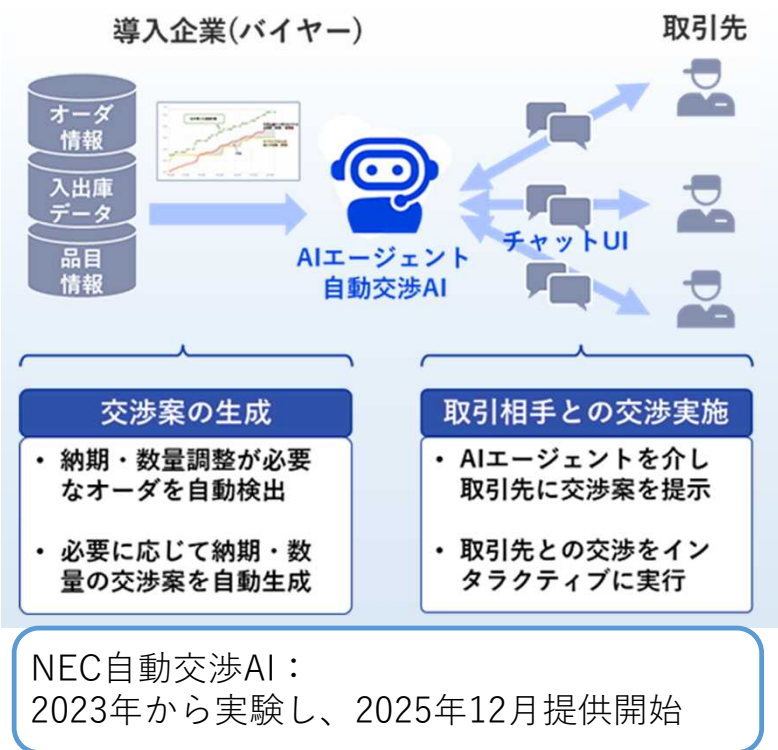 導入企業(バイヤー)
取引先
オーダ
情報
入出庫
データ
品目
情報
AIエージェント
自動交渉AI
チャットUI
交渉案の生成
・ 納期・数量調整が必要
なオーダを自動検出
・ 必要に応じて納期・数
量の交渉案を自動生成
取引相手との交渉実施
・ AIエージェントを介し
取引先に交渉案を提示
・ 取引先との交渉をイン
タラクティブに実行
NEC自動交渉AI：
2023年から実験し、2025年12月提供開始